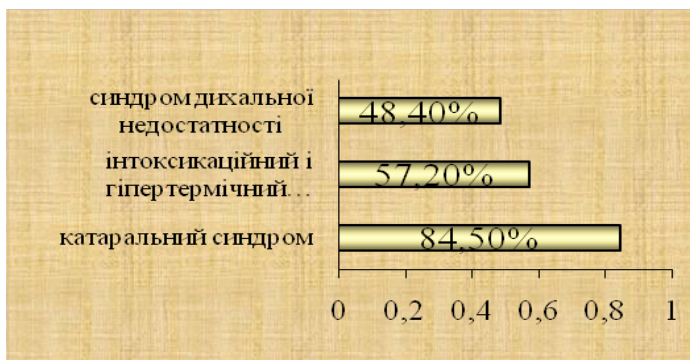 синдром дихальної
недостатності
48,40%
інтоксикаційний і
гіпертермічний…
57,20%
катаральний синдром
84,50%
0 0,2 0,4 0,6 0,8 1